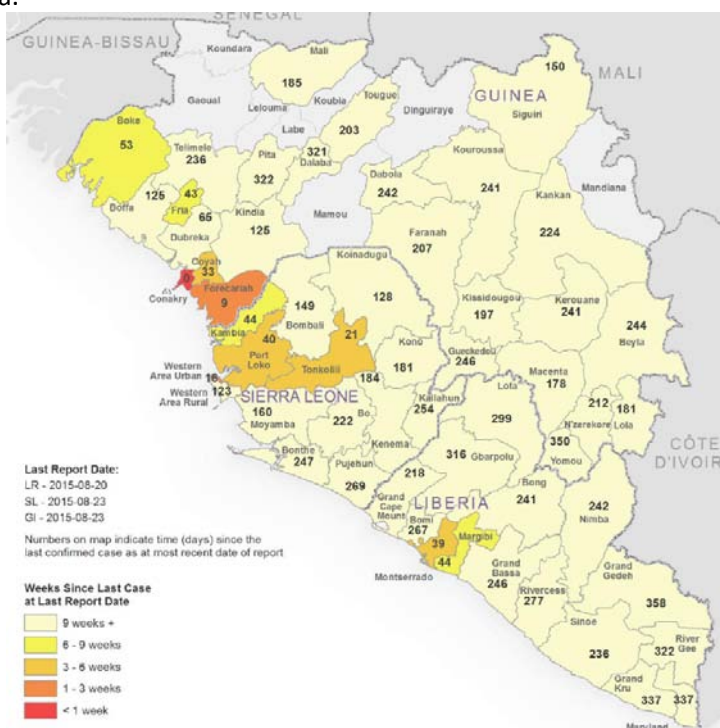 SENEGAL
GUINEA-BISSAU
Koundara
Mali
185
150
MALI
GUINEA
Siguiri
Gaoual
Lelouma
Koubia
Tougue
Dinguiraye
Labe
203
Boke
53
Telimele
236
Pita
322
321
Dalaba
Kouroussa
241
Dabola
242
Kankan
224
Mandiana
125
Boffa
43
Fria
65
Kindia
125
Mamou
Dubreka
Faranah
207
Coyah
33
Koinadugu
128
0
Conakry
Forecariah
9
149
Bombali
Kissidougou
197
Kerouane
241
244
Beyla
44
Kambia
40
Port
Loko
21
Tonkolili
Kono
181
Gueckedou
246
Macenta
178
Western
Area Urban
16
184
Western
Area Rural
123
SIERRA LEONE
Kailahun
254
Lofa
299
212
N'zerekore
181
Lola
160
Moyamba
222
Bo
350
Yomou
CÔTE
D'IVOIR
Kenema
316
Gbarpolu
Bonthe
247
Pujehun
269
218
Bong
241
Grand
Cape
Mount
LIBERIA
242
Nimba
Bomi
267
39
Margibi
44
Montserrado
Grand
Bassa
246
Rivercess
277
Grand
Gedeh
358
Sinoe
236
River
Gee
322
Grand
Kru
337
337
Maryland
Last Report Date:
LR - 2015-08-20
SL - 2015-08-23
GI - 2015-08-23
Numbers on map indicate time (days) since the
last confirmed case as at most recent date of report
Weeks Since Last Case
at Last Report Date
9 weeks +
6 - 9 weeks
3 - 6 weeks
1 - 3 weeks
< 1 week